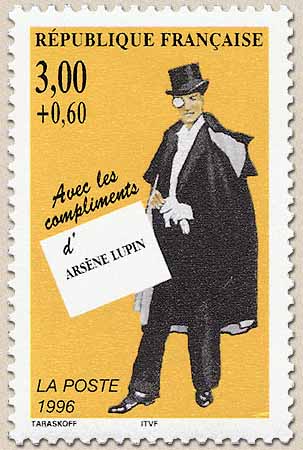 RÉPUBLIQUE FRANÇAISE
3,00
+0,60
Avec les
compliments
d'
ARSÈNE LUPIN
LA POSTE
1996
TARASKOFF ITVF